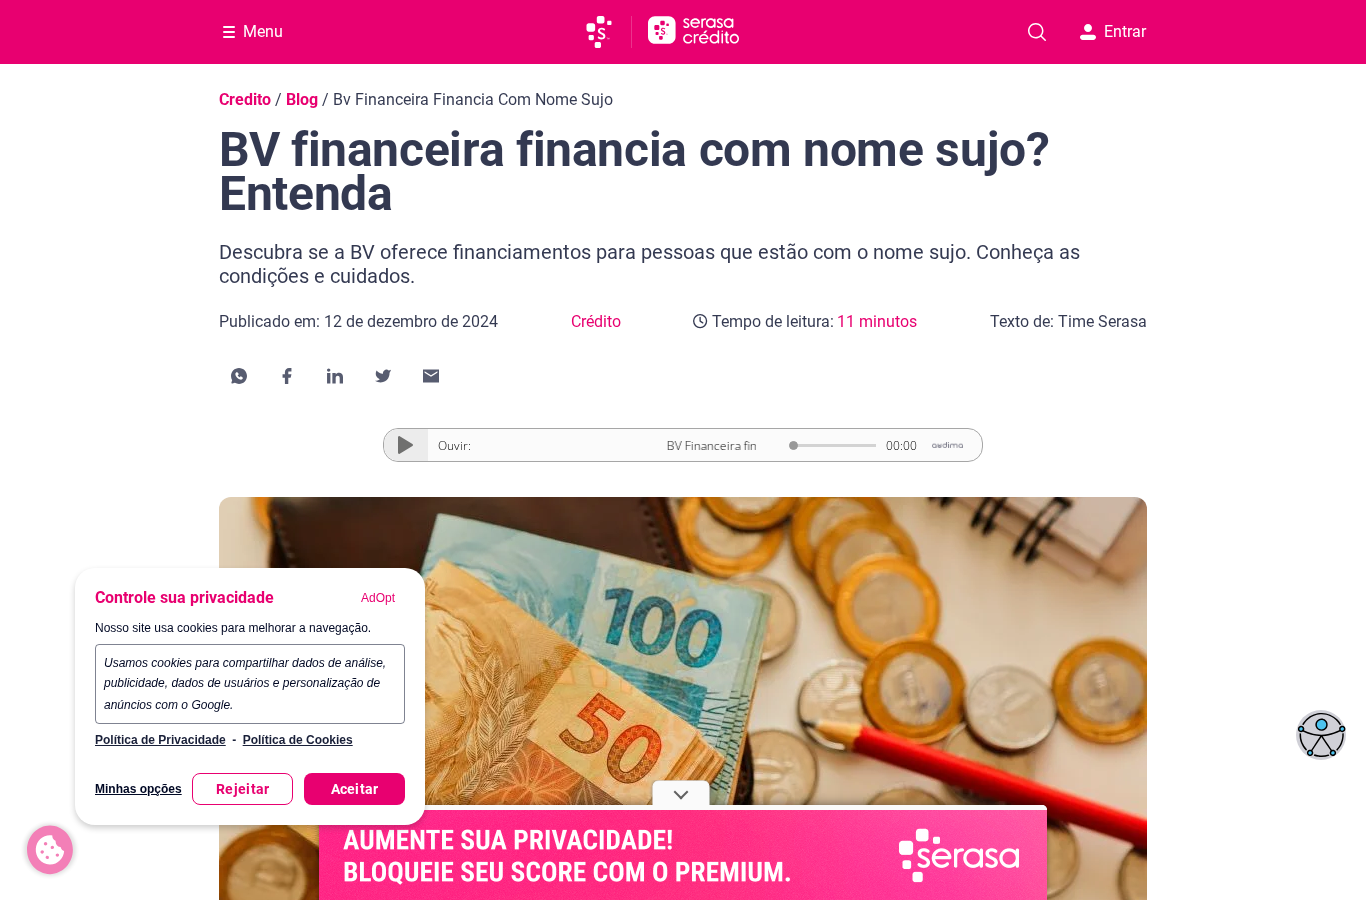 Menu
serasa
crédito
Entrar
Credito / Blog / Bv Financeira Financia Com Nome Sujo
BV financeira financia com nome sujo?
Entenda
Descubra se a BV oferece financiamentos para pessoas que estão com o nome sujo. Conheça as
condições e cuidados.
Publicado em: 12 de dezembro de 2024
Crédito
Tempo de leitura: 11 minutos
Texto de: Time Serasa
Ouvir:
BV Financeira fin
00:00
audima
100
50
Controle sua privacidade
AdOpt
Nosso site usa cookies para melhorar a navegação.
Usamos cookies para compartilhar dados de análise,
publicidade, dados de usuários e personalização de
anúncios com o Google.
Política de Privacidade - Política de Cookies
Minhas opções
Rejeitar
Aceitar
AUMENTE SUA PRIVACIDADE!
BLOQUEIE SEU SCORE COM O PREMIUM.
serasa